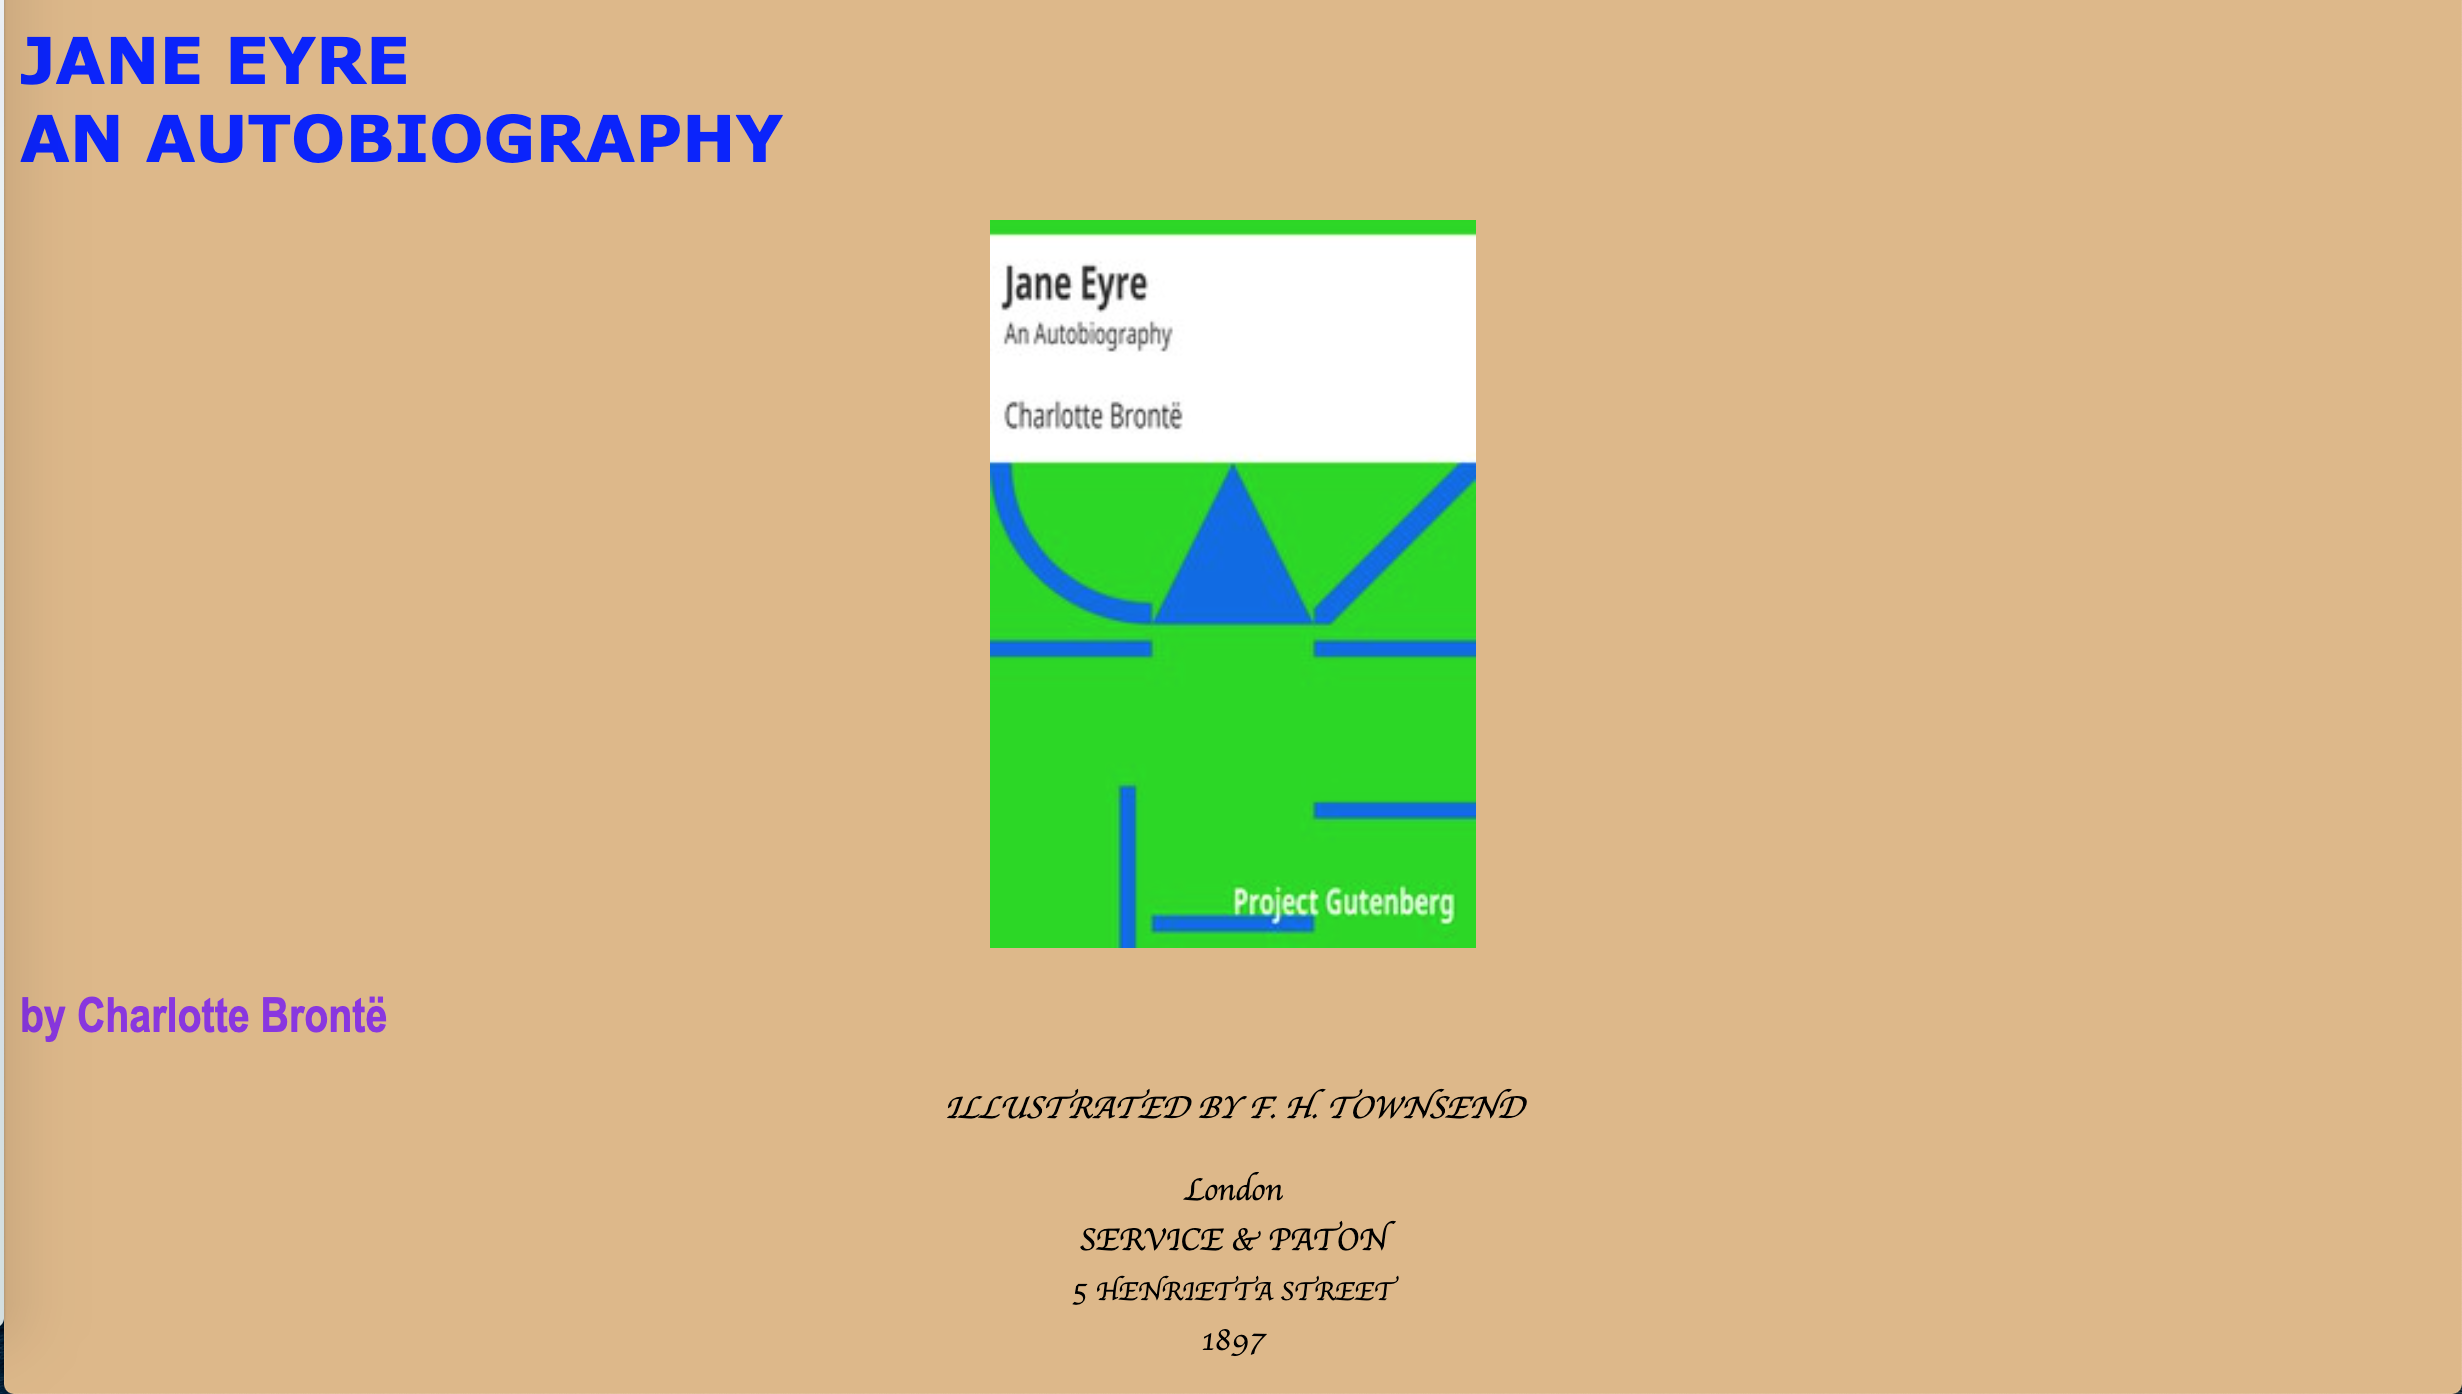 JANE EYRE
AN AUTOBIOGRAPHY
Jane Eyre
An Autobiography
Charlotte Brontë
Project Gutenberg
by Charlotte Brontë
ILLUSTRATED BY F. H. TOWNSEND
London
SERVICE & PATON
5 HENRIETTA STREET
1897